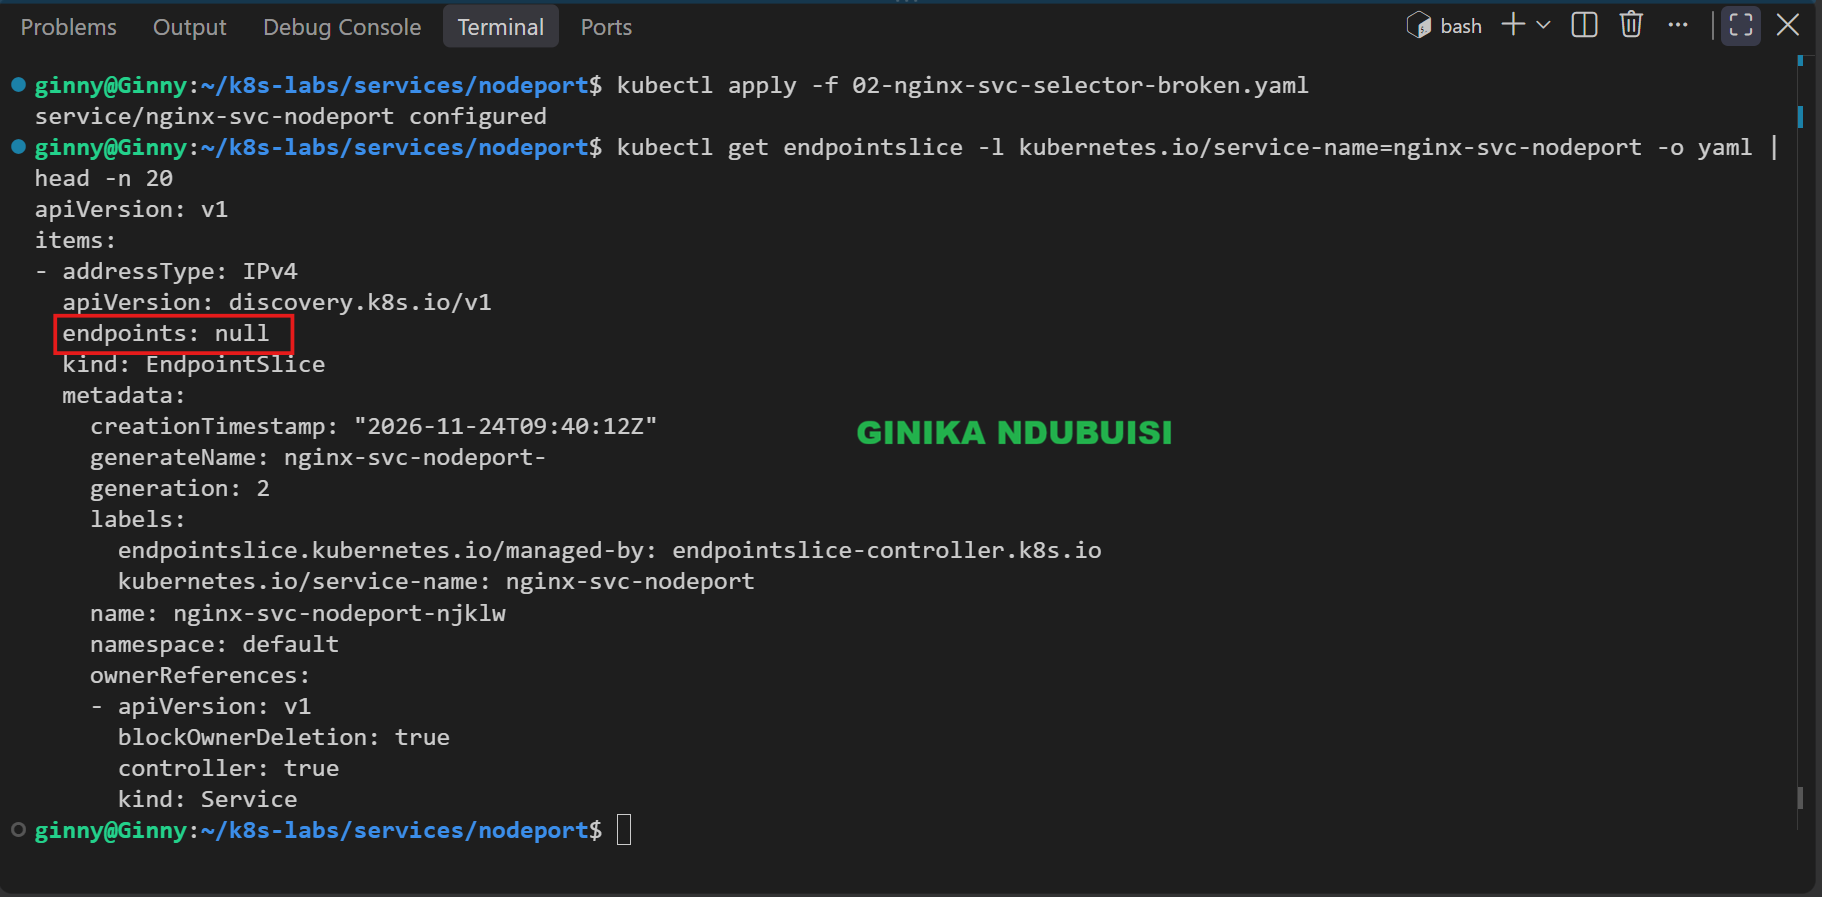 Problems Output Debug Console Terminal Ports bash
ginny@Ginny:~/k8s-labs/services/nodeport$ kubectl apply -f 02-nginx-svc-selector-broken.yaml
service/nginx-svc-nodeport configured
ginny@Ginny:~/k8s-labs/services/nodeport$ kubectl get endpointslice -l kubernetes.io/service-name=nginx-svc-nodeport -o yaml |
head -n 20
apiVersion: v1
items:
- addressType: IPv4
  apiVersion: discovery.k8s.io/v1
  endpoints: null
  kind: EndpointSlice
  metadata:
    creationTimestamp: "2026-11-24T09:40:12Z"
GINIKA NDUBUISI
    generateName: nginx-svc-nodeport-
    generation: 2
    labels:
      endpointslice.kubernetes.io/managed-by: endpointslice-controller.k8s.io
      kubernetes.io/service-name: nginx-svc-nodeport
    name: nginx-svc-nodeport-njklw
    namespace: default
    ownerReferences:
    - apiVersion: v1
      blockOwnerDeletion: true
      controller: true
      kind: Service
ginny@Ginny:~/k8s-labs/services/nodeport$